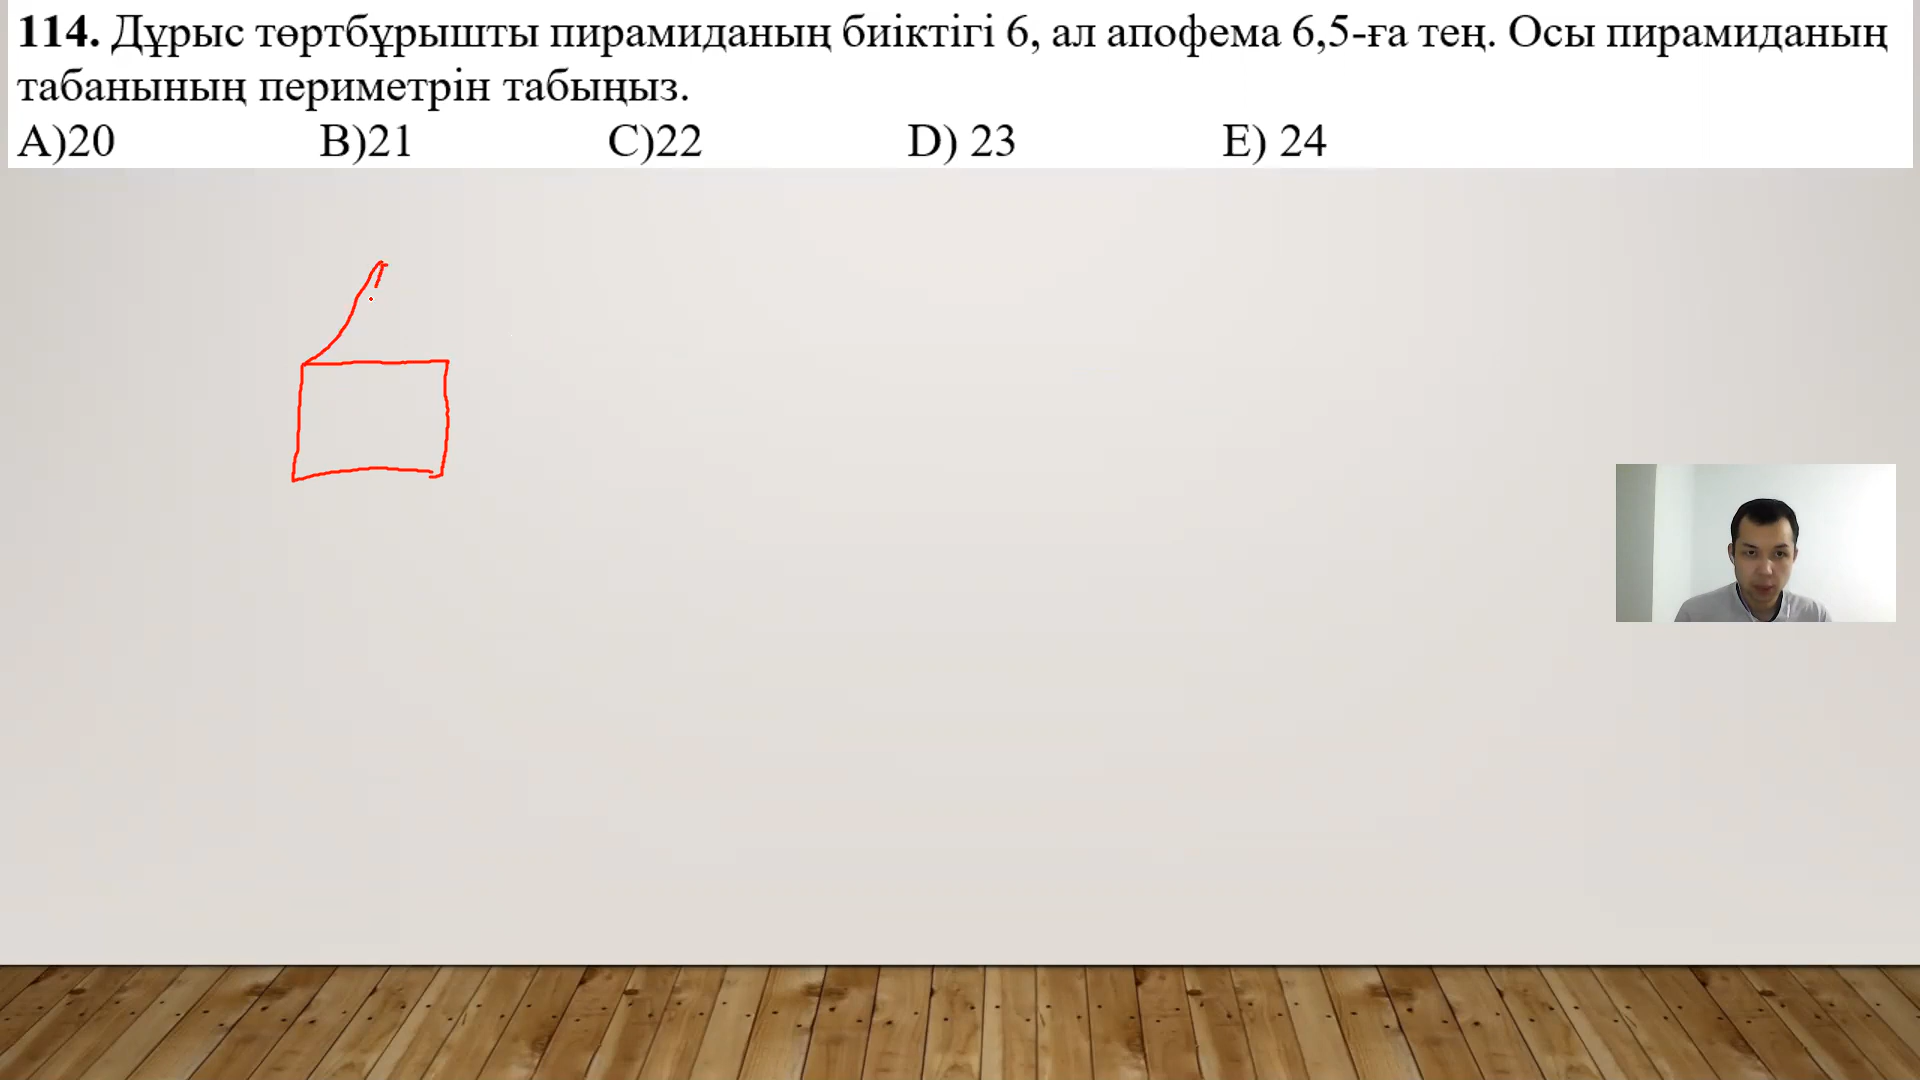 114. Дұрыс төртбұрышты пирамиданың биіктігі 6, ал апофема 6,5-ға тең. Осы пирамиданың
табанының периметрін табыңыз.
A)20 B)21 C)22 D) 23 E) 24